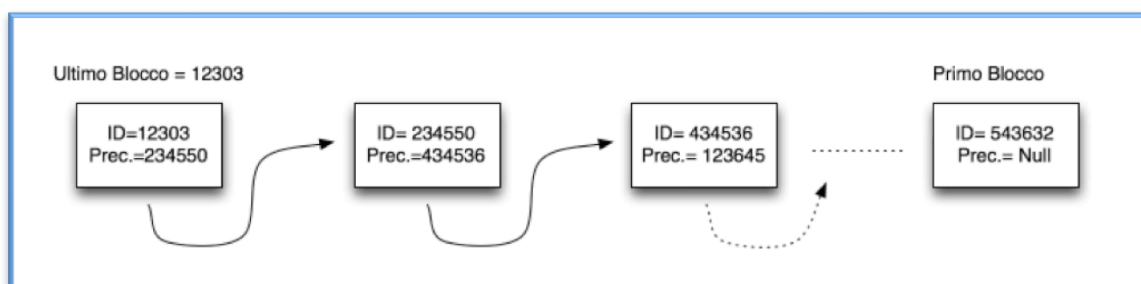 Ultimo Blocco = 12303
Primo Blocco
ID=12303
Prec.=234550
ID= 234550
Prec.=434536
ID= 434536
Prec.= 123645
ID= 543632
Prec.= Null